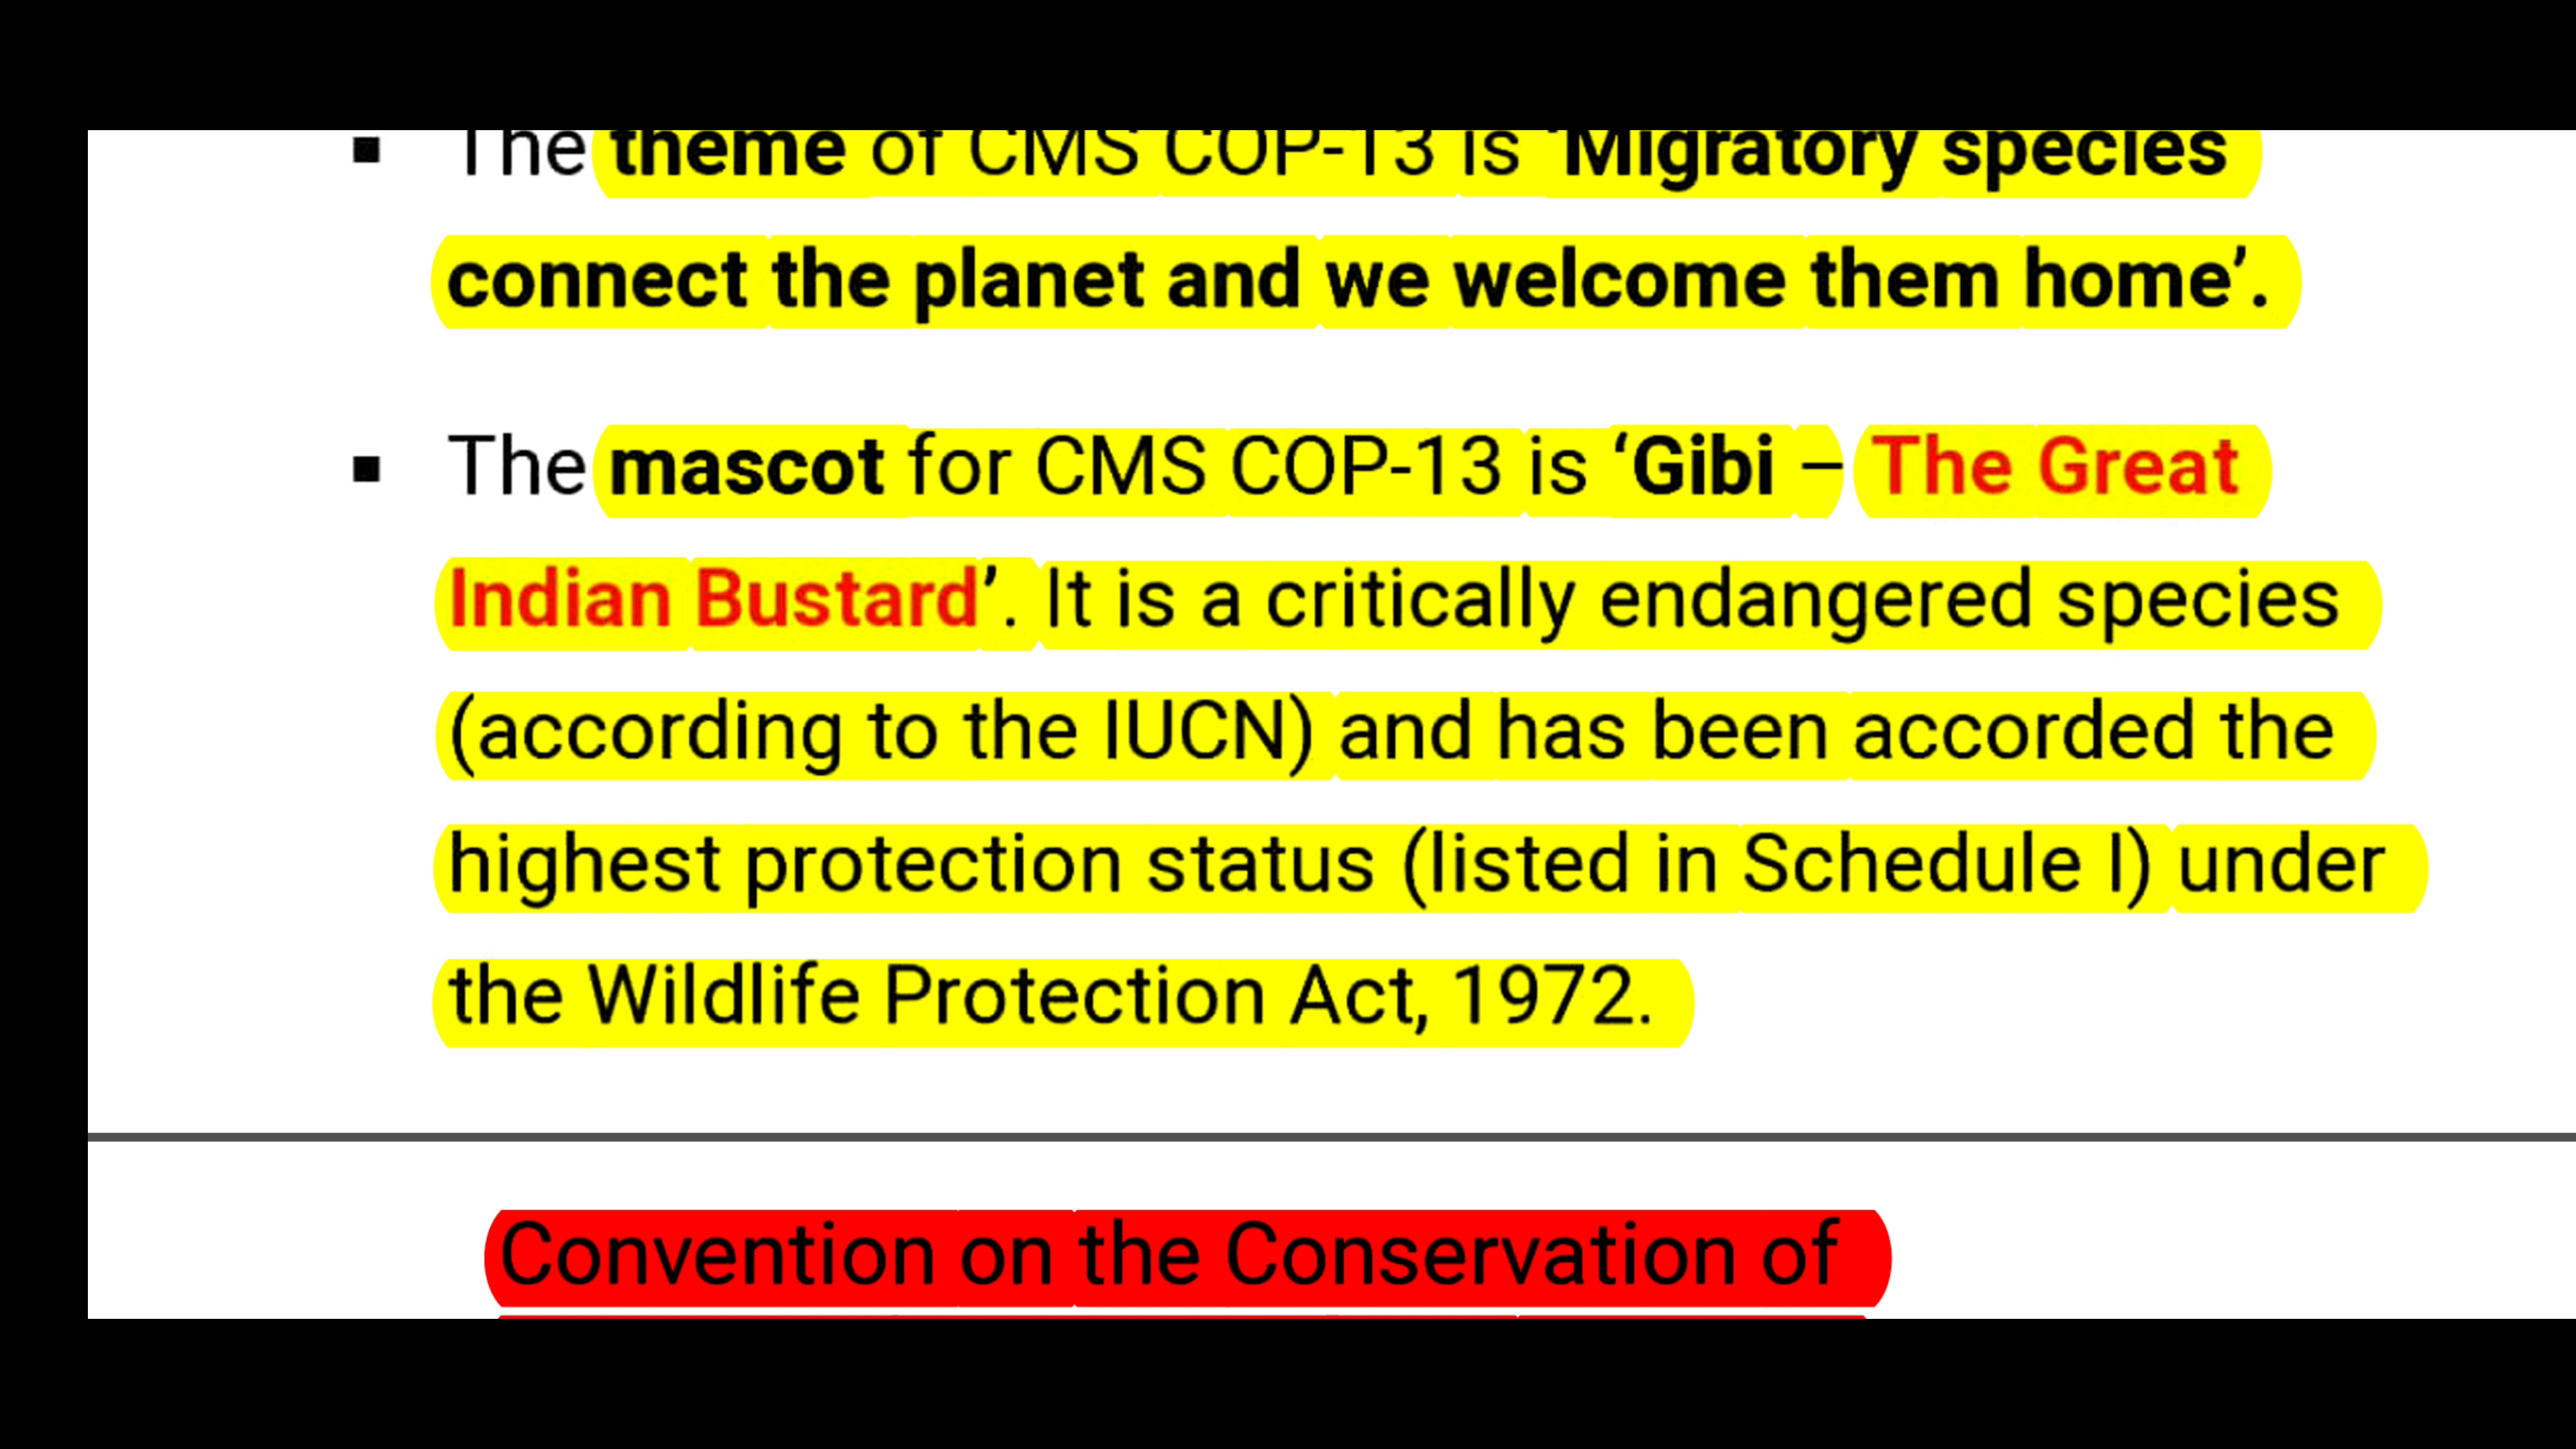 ▪ The theme of CMS COP-13 is ‘Migratory species
connect the planet and we welcome them home’.
▪ The mascot for CMS COP-13 is ‘Gibi – The Great
Indian Bustard’. It is a critically endangered species
(according to the IUCN) and has been accorded the
highest protection status (listed in Schedule I) under
the Wildlife Protection Act, 1972.
Convention on the Conservation of